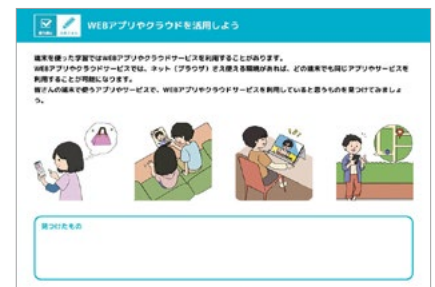 WEBアプリやクラウドを活用しよう
端末を使った学習ではWEBアプリやクラウドサービスを利用することがあります。
WEBアプリやクラウドサービスでは、ネット（ブラウザ）さえ使える環境があれば、どの端末でも同じアプリやサービスを
利用することが可能になります。
皆さんの端末で使うアプリやサービスで、WEBアプリやクラウドサービスを利用していると思うものを見つけてみましょ
う。
見つけたもの